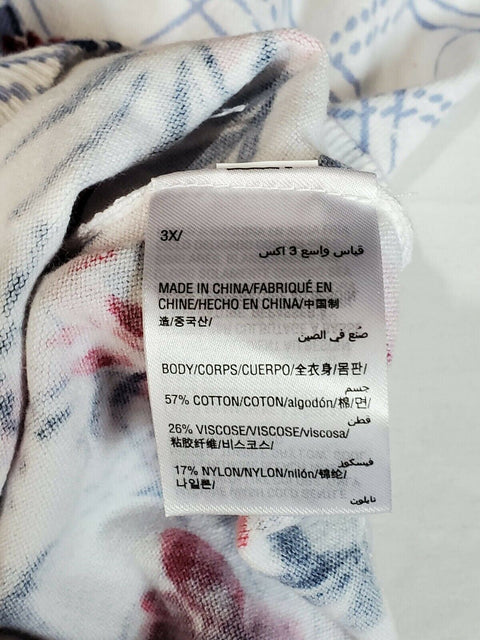 3X/
قياس واسع 3 اكس
MADE IN CHINA/FABRIQUÉ EN
CHINE/HECHO EN CHINA/中国制
造/중국산/
صُنع في الصين
BODY/CORPS/CUERPO/全衣身/몸판/
جسم
57% COTTON/COTON/algodón/棉/면/
قطن
26% VISCOSE/VISCOSE/viscosa/
粘胶纤维/비스코스/
فيسكوز
17% NYLON/NYLON/nilón/锦纶/
나일론/
نايلون